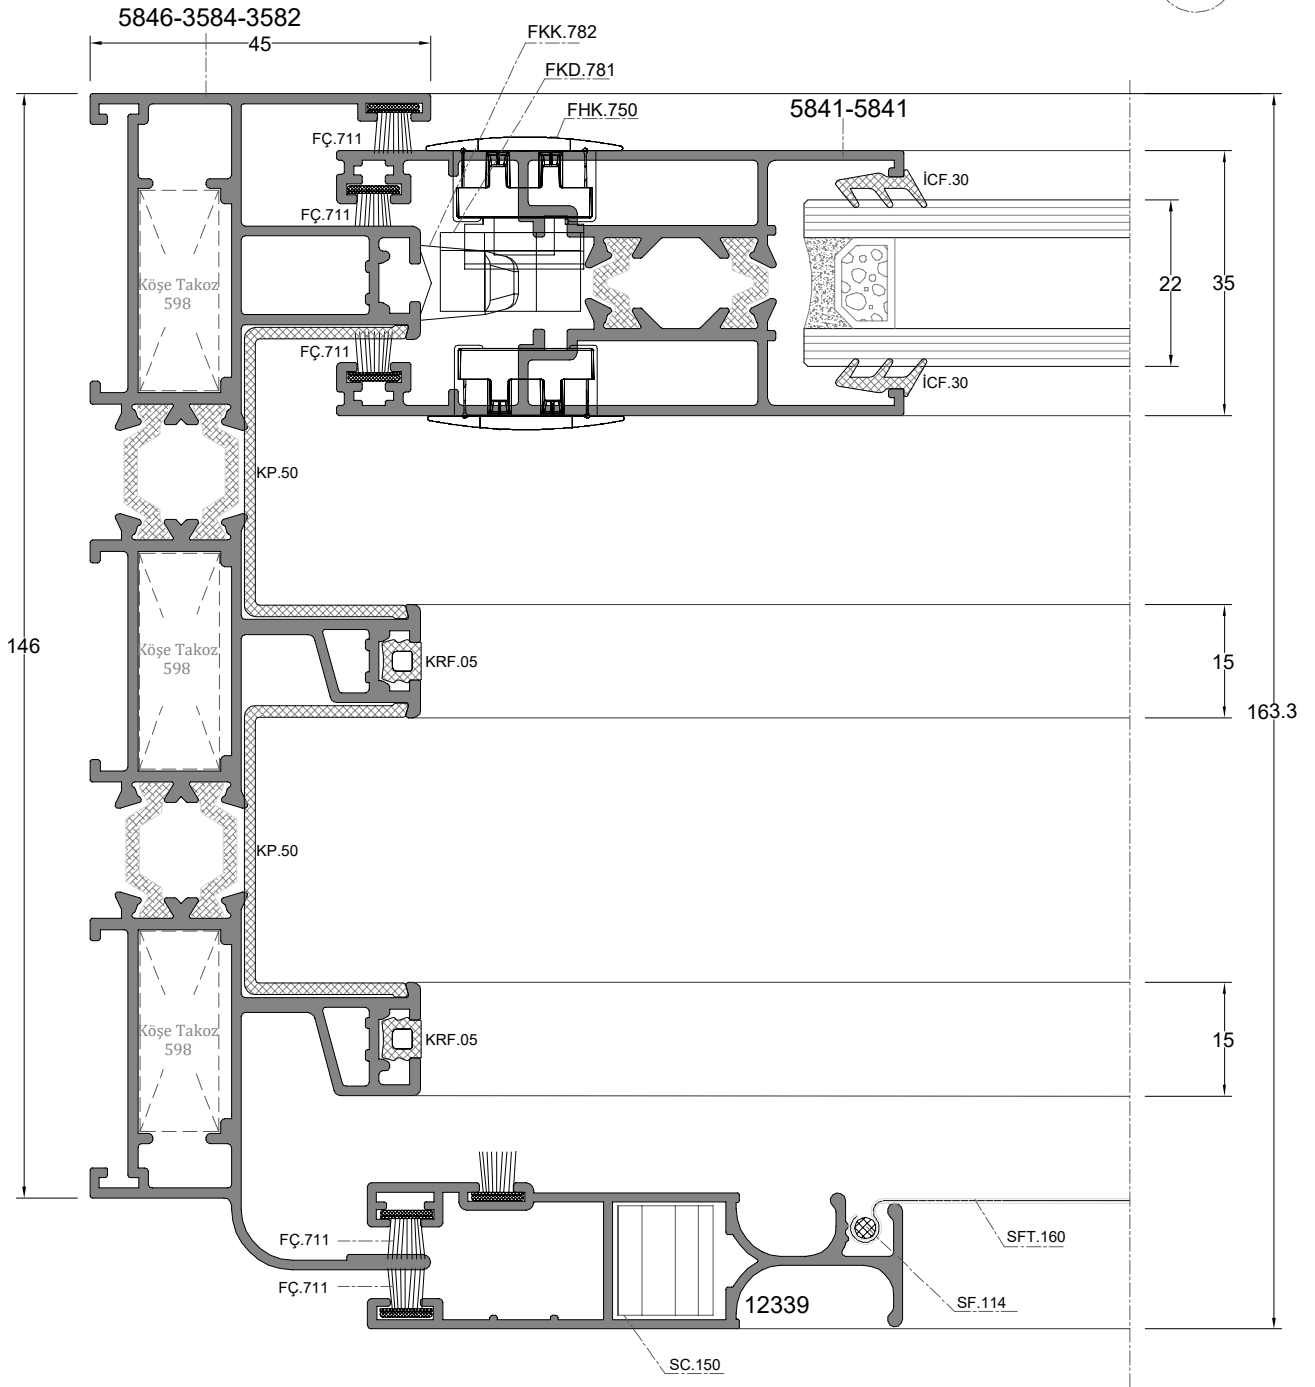 5846-3584-3582
45
FKK.782
FKD.781
FHK.750
5841-5841
FÇ.711
İCF.30
FÇ.711
Köşe Takoz
598
22
35
FÇ.711
İCF.30
KP.50
146
Köşe Takoz
598
KRF.05
15
163.3
KP.50
Köşe Takoz
598
KRF.05
15
FÇ.711
SFT.160
FÇ.711
12339
SF.114
SC.150